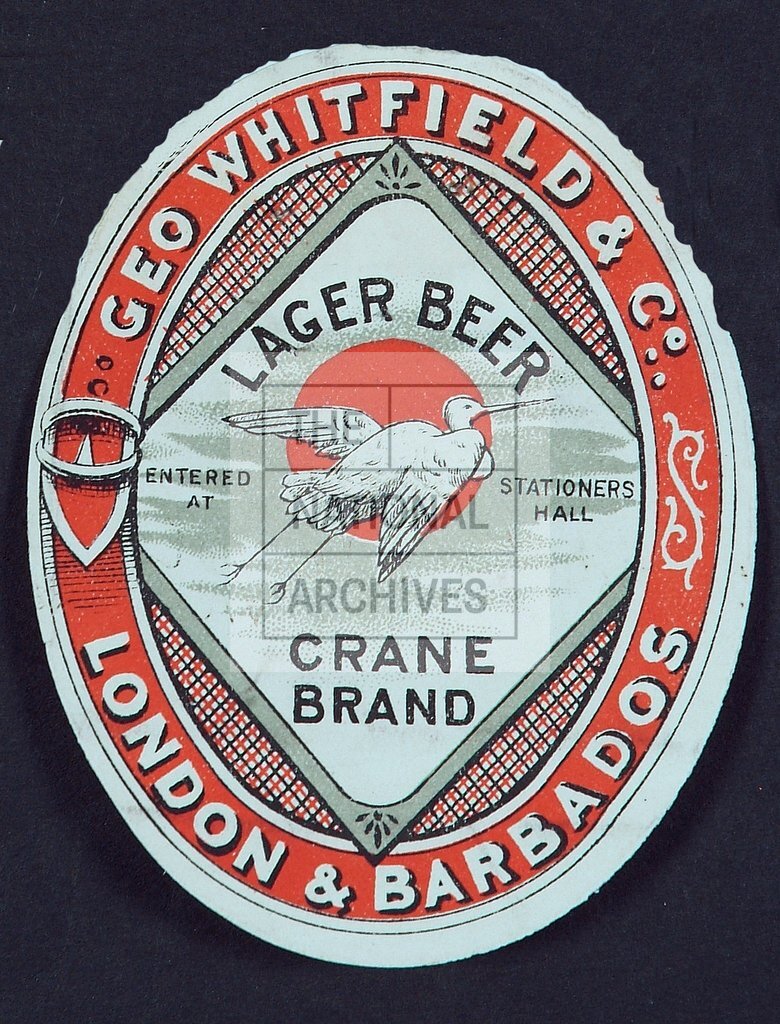 GEO WHITFIELD & Co.
LAGER BEER
ENTERED
AT
STATIONERS
HALL
CRANE
BRAND
LONDON & BARBADOS
THE
NATIONAL
ARCHIVES